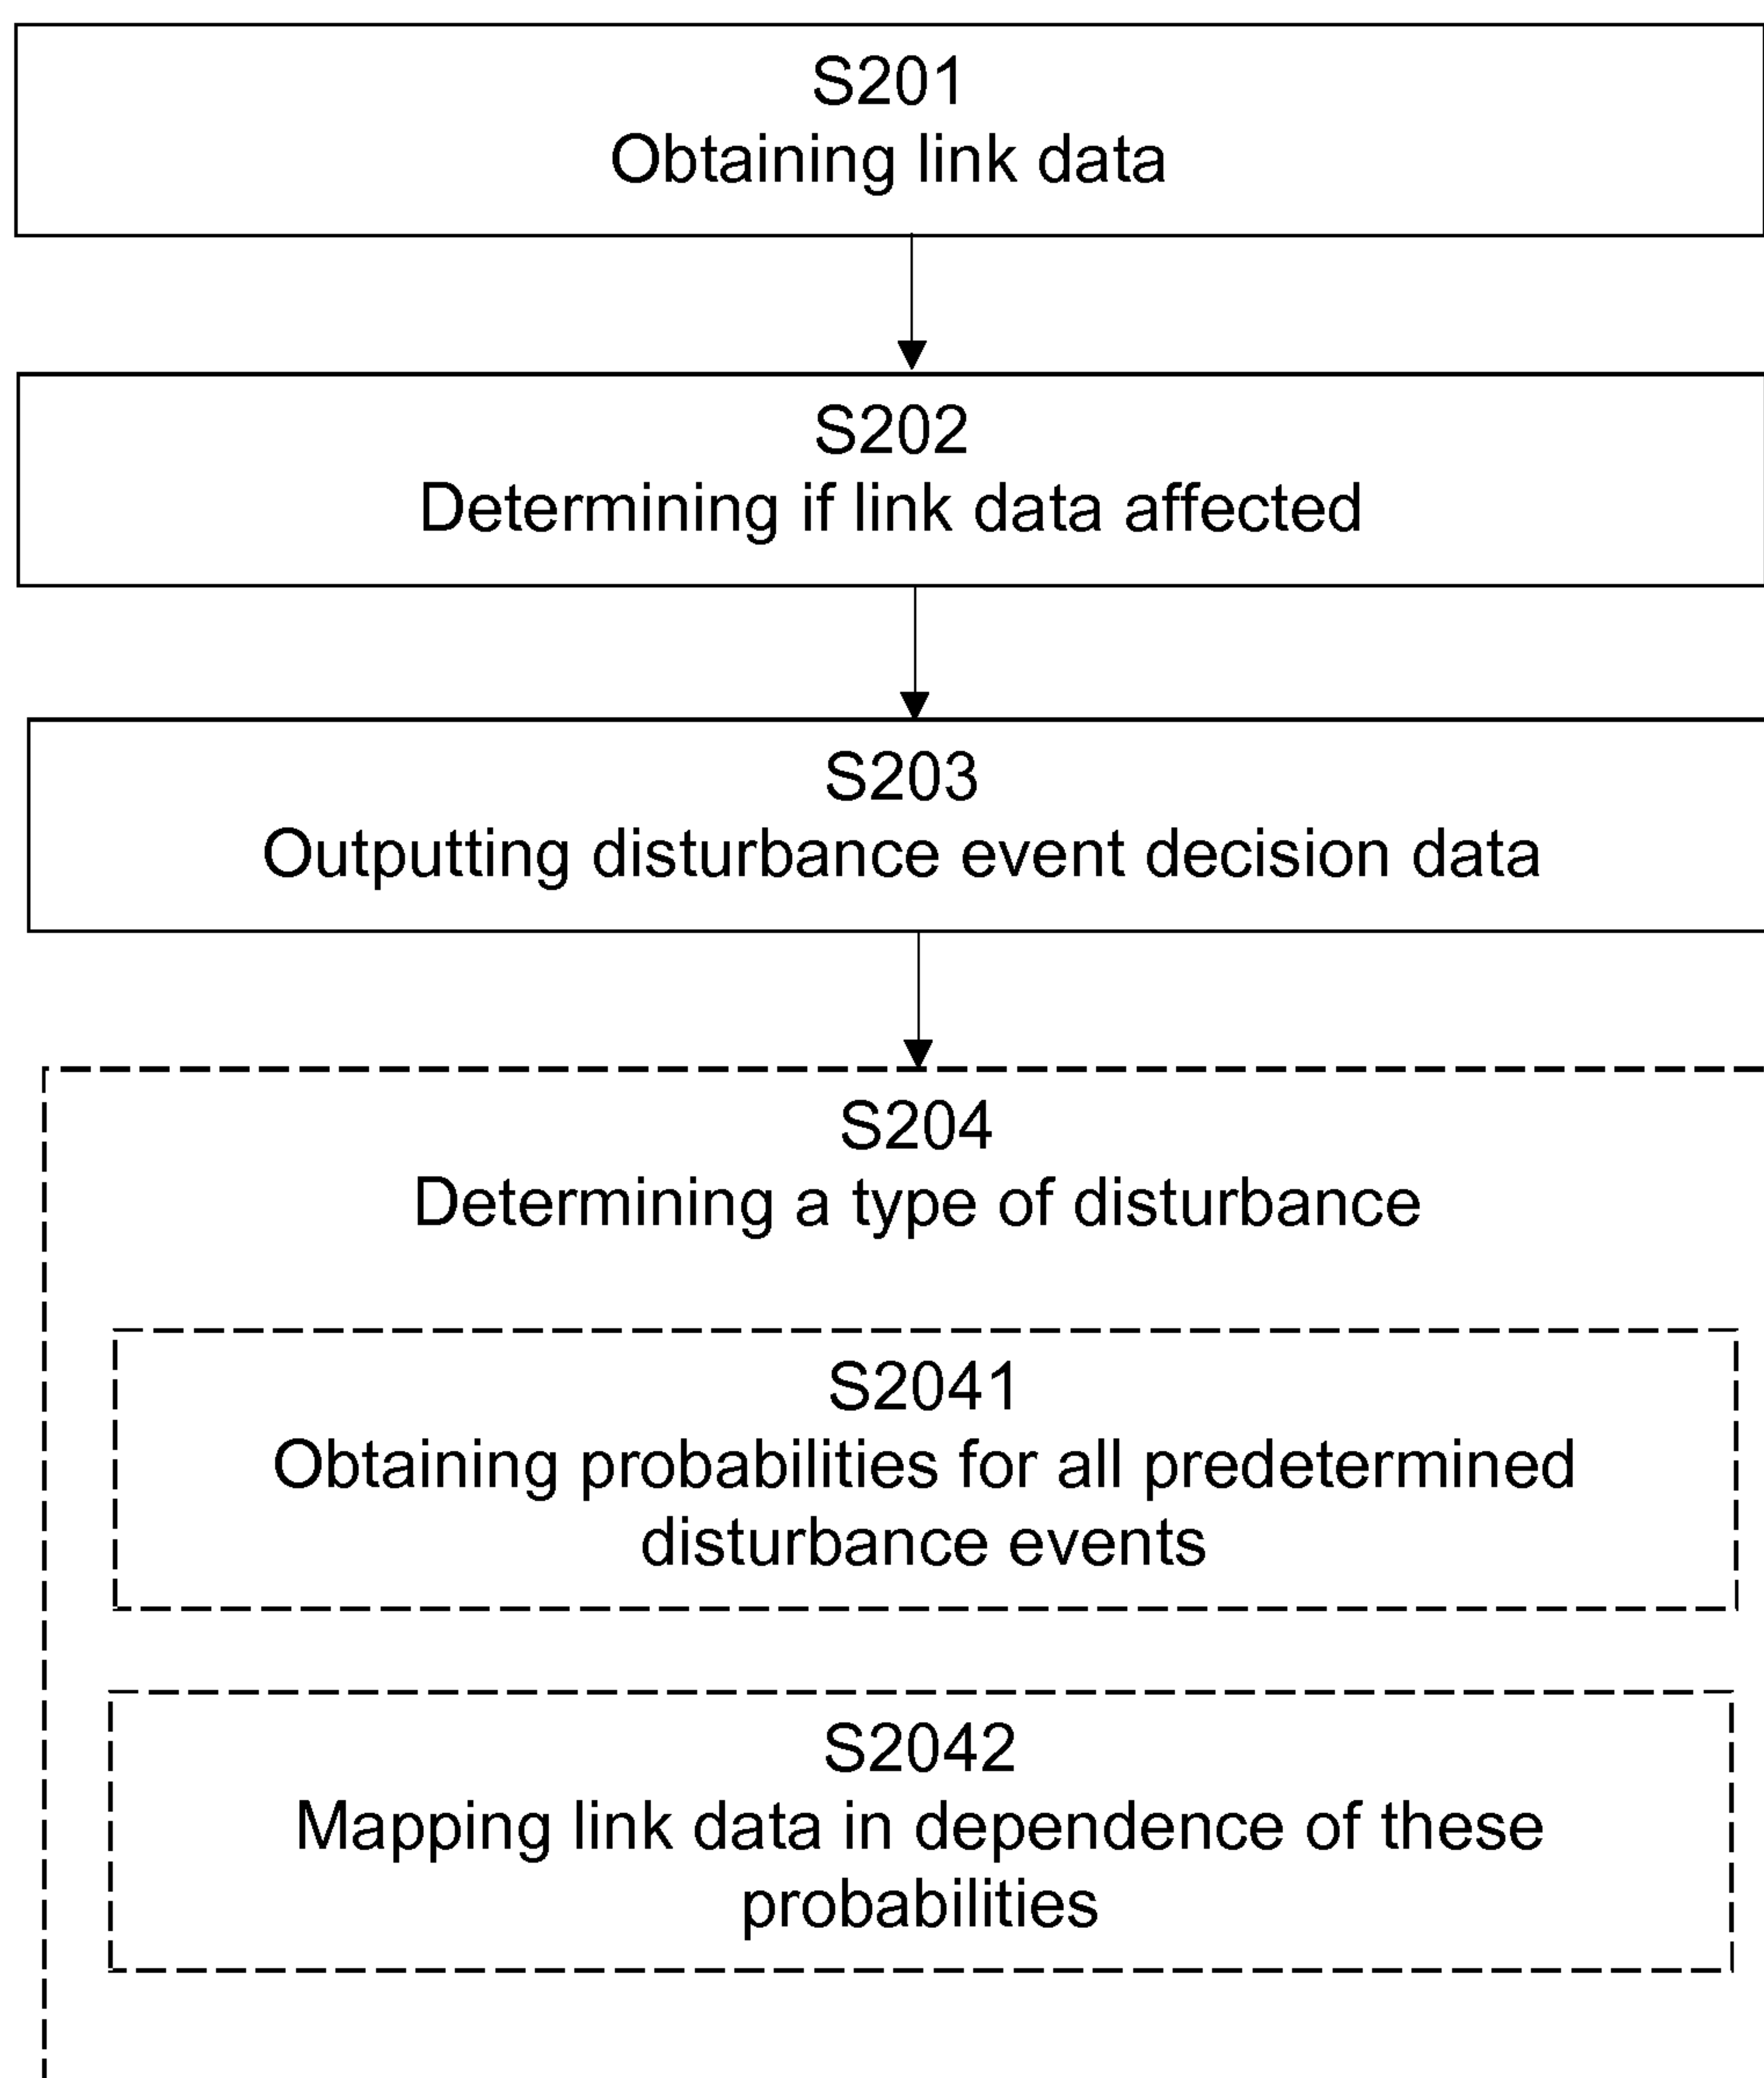 S201
Obtaining link data
S202
Determining if link data affected
S203
Outputting disturbance event decision data
S204
Determining a type of disturbance
S2041
Obtaining probabilities for all predetermined
disturbance events
S2042
Mapping link data in dependence of these
probabilities